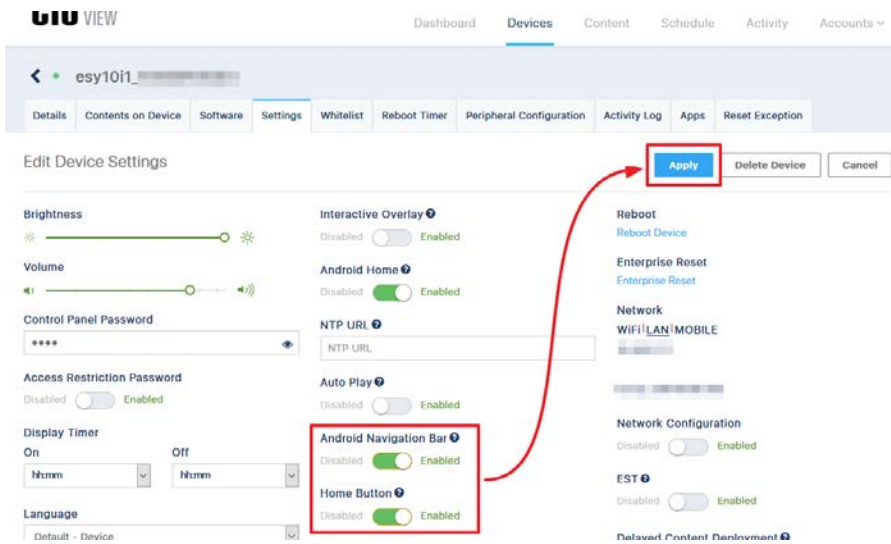 VIEW
Dashboard Devices Content Schedule Activity Accounts
esy10i1_
Details Contents on Device Software Settings Whitelist Reboot Timer Peripheral Configuration Activity Log Apps Reset Exception
Edit Device Settings
Apply Delete Device Cancel
Brightness
Volume
Control Panel Password
****
Access Restriction Password
Disabled Enabled
Display Timer
On Off
hh:mm hh:mm
Language
Default - Device
Interactive Overlay
Disabled Enabled
Android Home
Disabled Enabled
NTP URL
NTP URL
Auto Play
Disabled Enabled
Android Navigation Bar
Disabled Enabled
Home Button
Disabled Enabled
Reboot
Reboot Device
Enterprise Reset
Enterprise Reset
Network
WiFi LAN MOBILE
Network Configuration
Disabled Enabled
EST
Disabled Enabled
Delayed Content Deployment